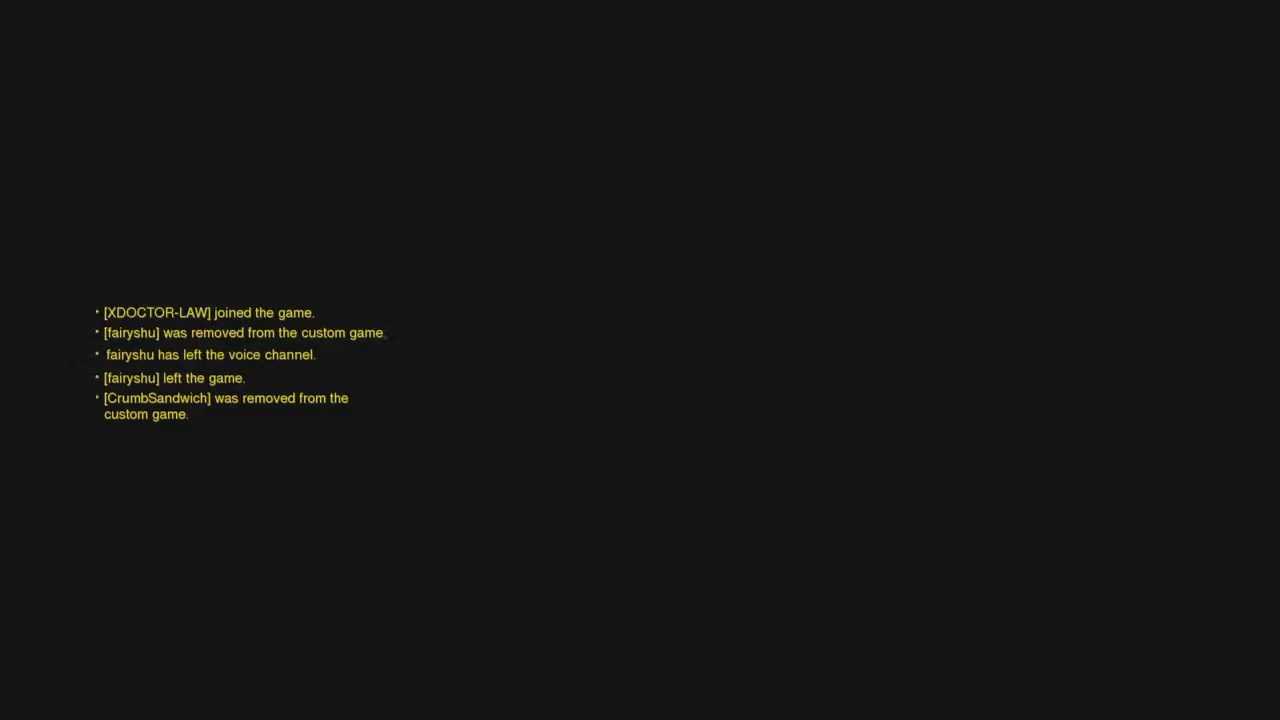 • [XDOCTOR-LAW] joined the game.
• [fairyshu] was removed from the custom game.
• fairyshu has left the voice channel.
• [fairyshu] left the game.
• [CrumbSandwich] was removed from the
custom game.